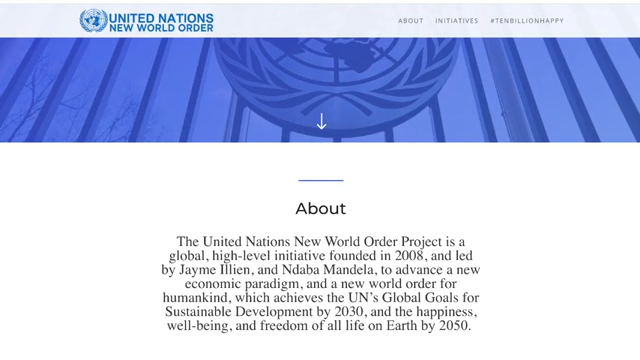 UNITED NATIONS
NEW WORLD ORDER
ABOUT INITIATIVES #TENBILLIONHAPPY
About
The United Nations New World Order Project is a
global, high-level initiative founded in 2008, and led
by Jayme Illien, and Ndaba Mandela, to advance a new
economic paradigm, and a new world order for
humankind, which achieves the UN's Global Goals for
Sustainable Development by 2030, and the happiness,
well-being, and freedom of all life on Earth by 2050.